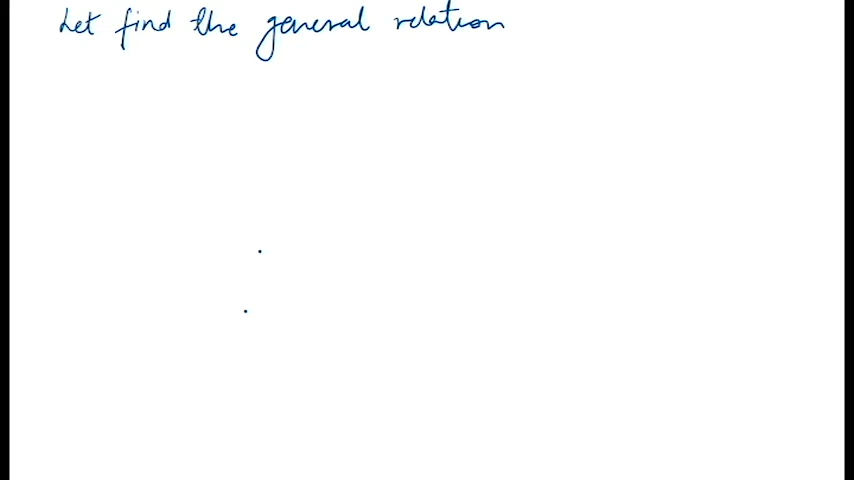 Let find the general relation